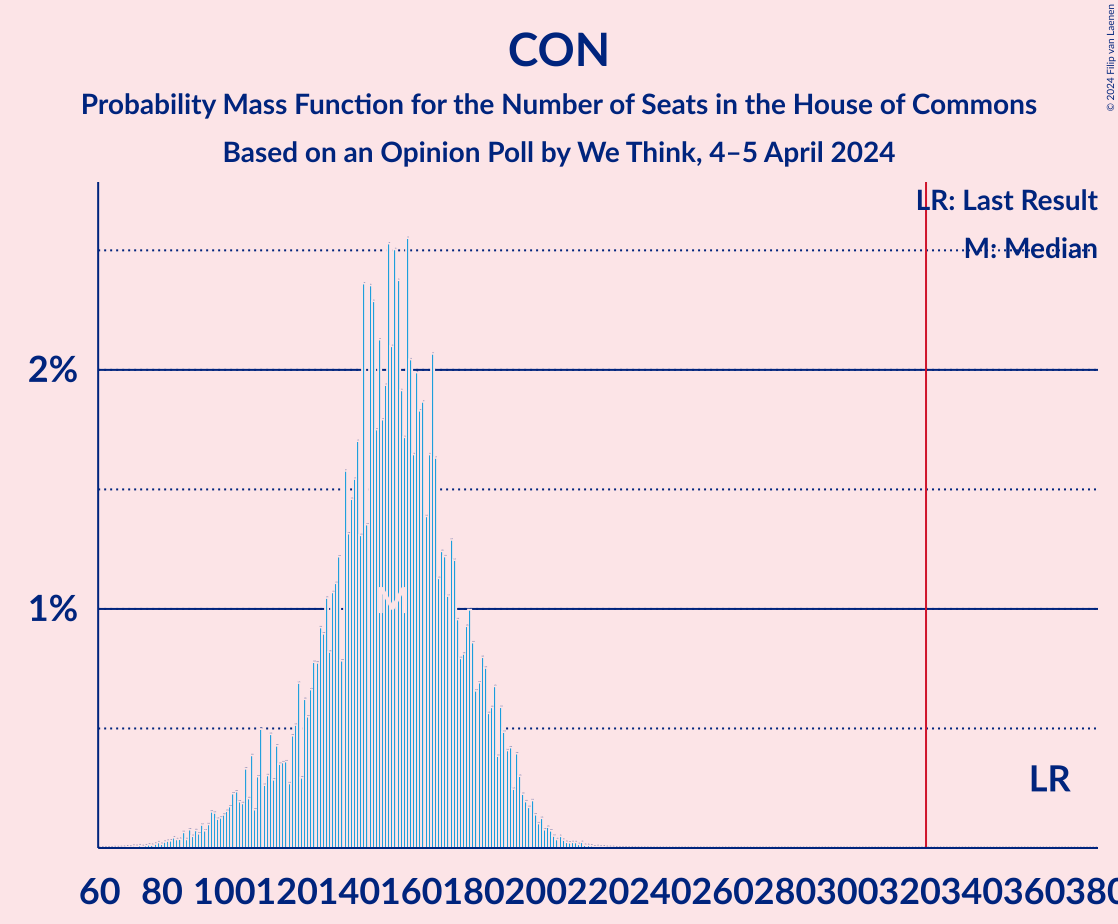 CON
Probability Mass Function for the Number of Seats in the House of Commons
Based on an Opinion Poll by We Think, 4–5 April 2024
© 2024 Filip van Laenen
LR: Last Result
M: Median
2%
1%
M
LR
60 80 100 120 140 160 180 200 220 240 260 280 300 320 340 360 380